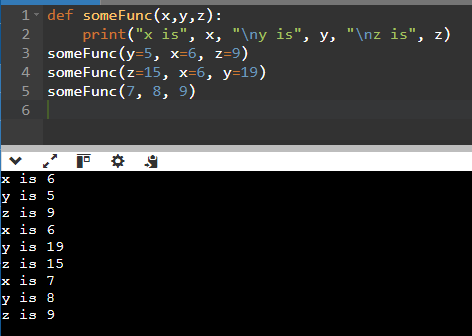 1 def someFunc(x,y,z):
2     print("x is", x, "\ny is", y, "\nz is", z)
3 someFunc(y=5, x=6, z=9)
4 someFunc(z=15, x=6, y=19)
5 someFunc(7, 8, 9)
6
x is 6
y is 5
z is 9
x is 6
y is 19
z is 15
x is 7
y is 8
z is 9